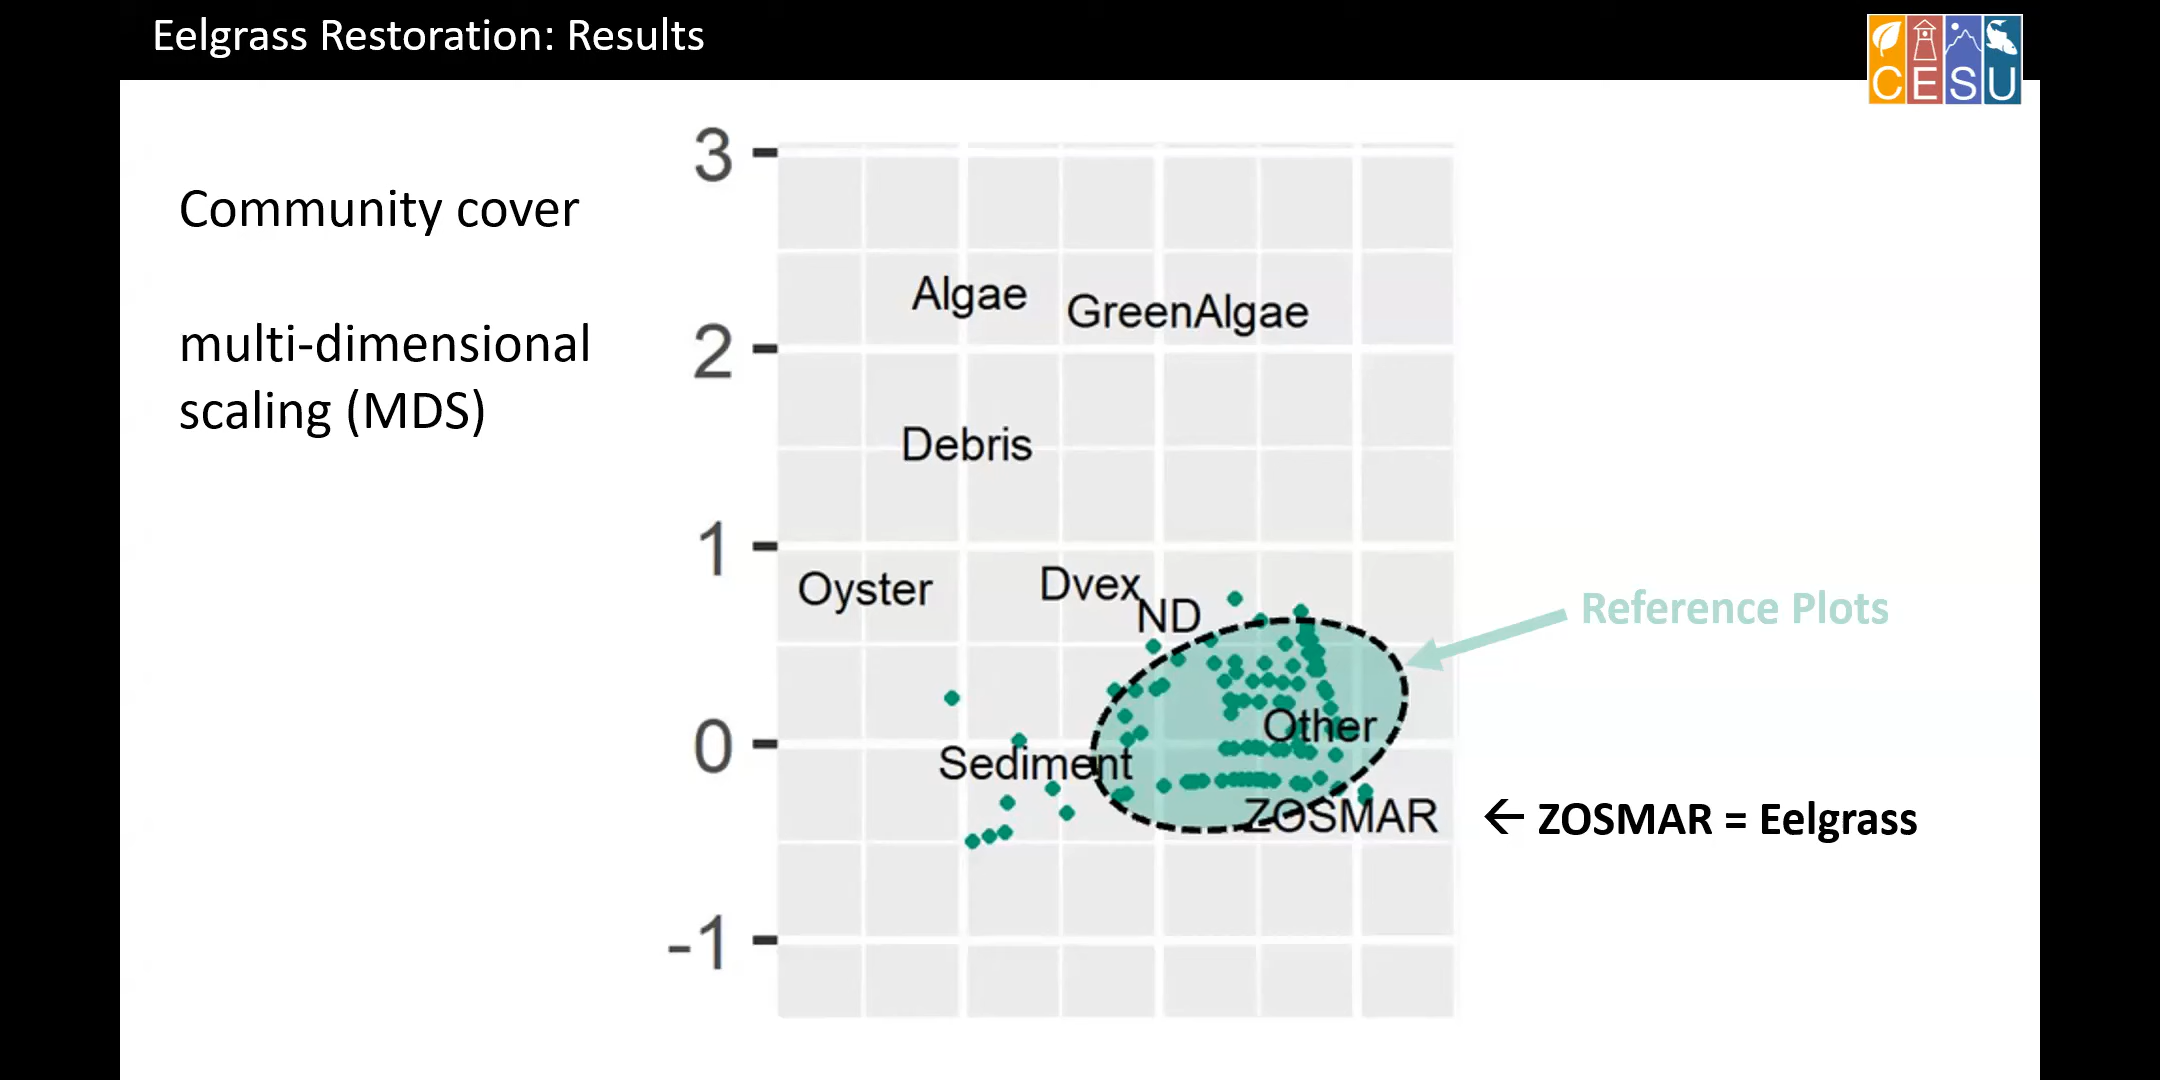 Eelgrass Restoration: Results
CESU
Community cover
multi-dimensional
scaling (MDS)
3
2
1
0
-1
Algae
GreenAlgae
Debris
Oyster
Dvex
ND
Other
Sediment
ZOSMAR
Reference Plots
← ZOSMAR = Eelgrass